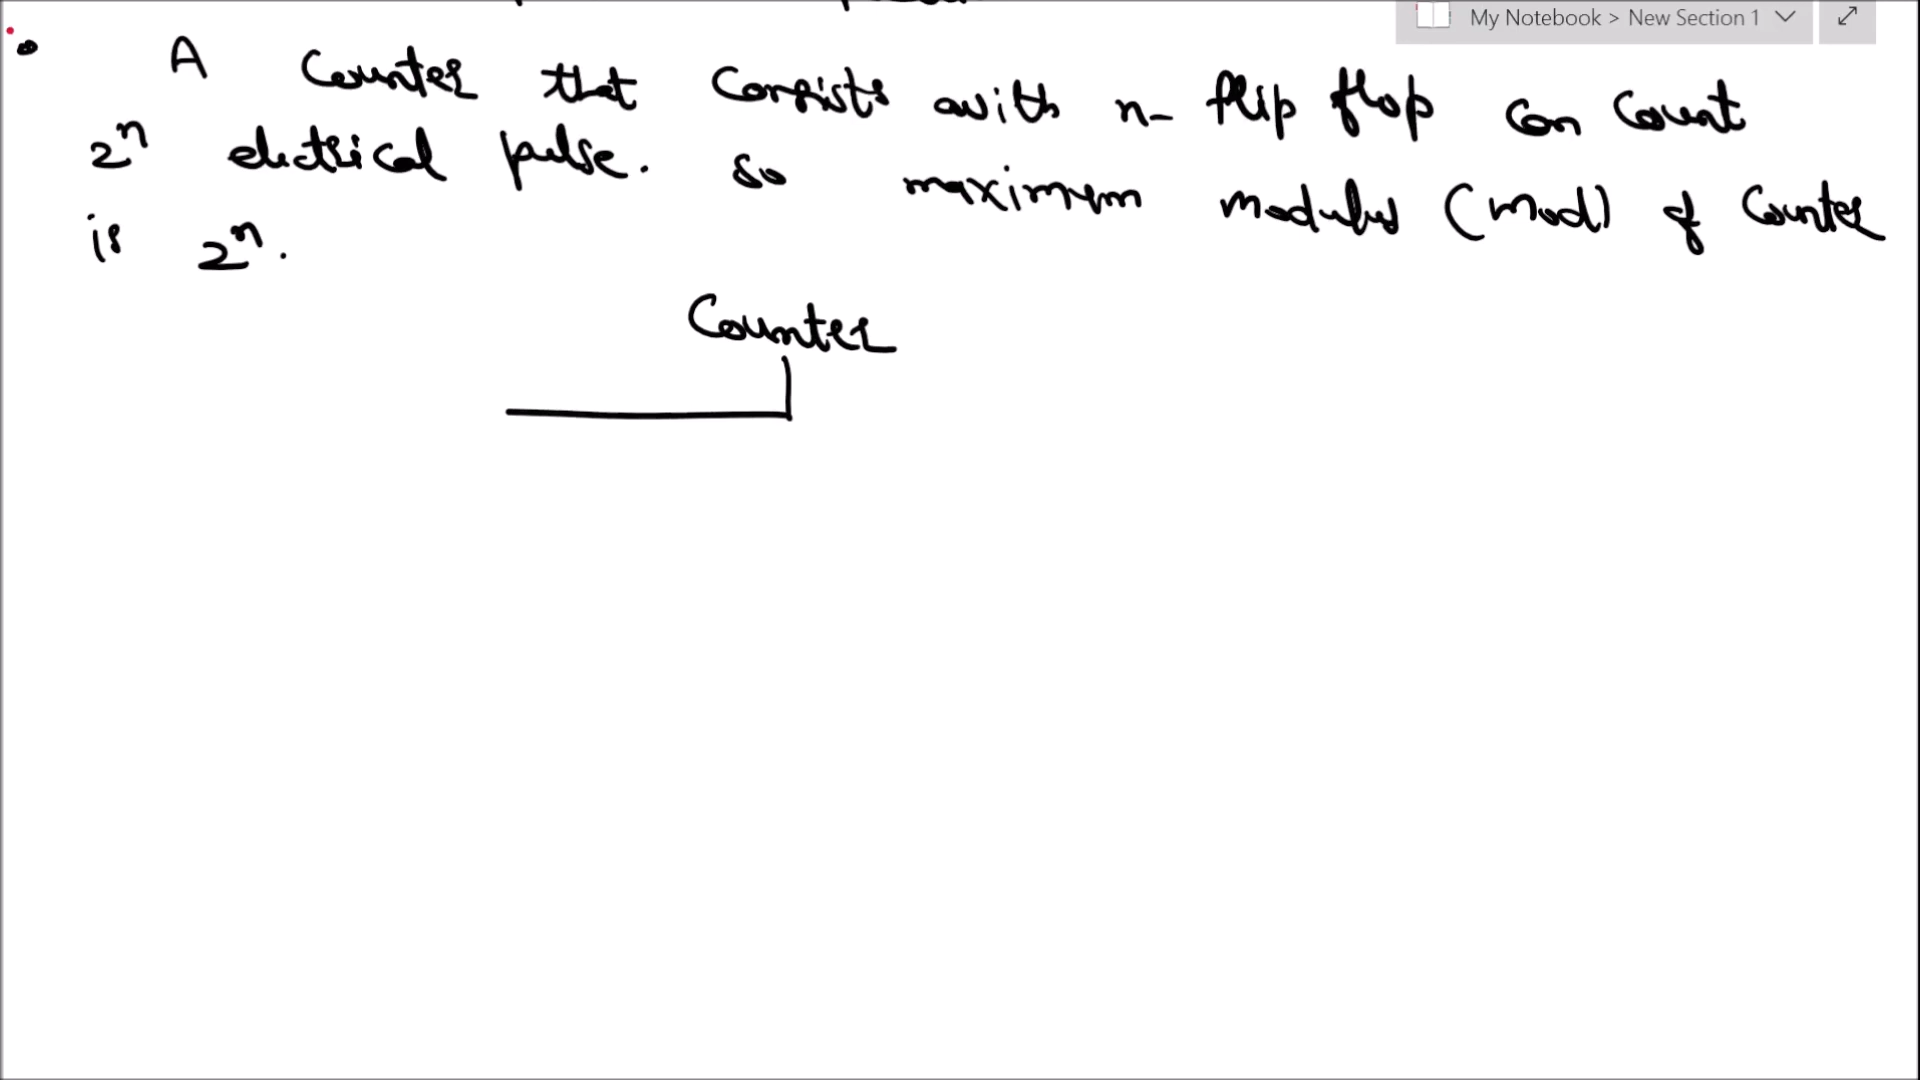 My Notebook > New Section 1
A Counter that Consists with n- flip flop can Count
2ⁿ electrical pulse. So maximum modulus (Mod) of Counter
is 2ⁿ.
Counter